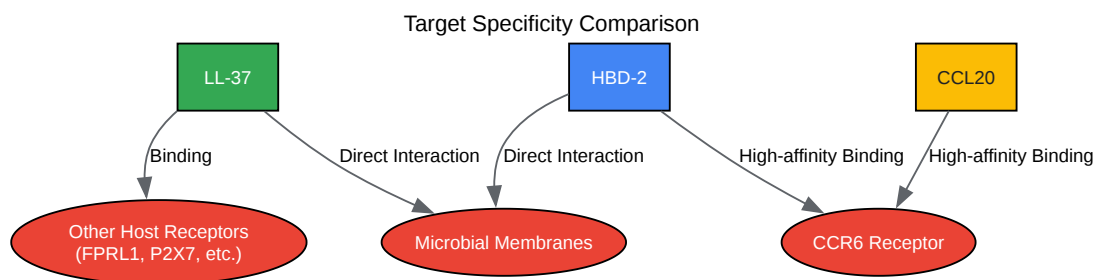 Target Specificity Comparison
LL-37
HBD-2
CCL20
Binding
Direct Interaction
Direct Interaction
High-affinity Binding
High-affinity Binding
Other Host Receptors
(FPRL1, P2X7, etc.)
Microbial Membranes
CCR6 Receptor